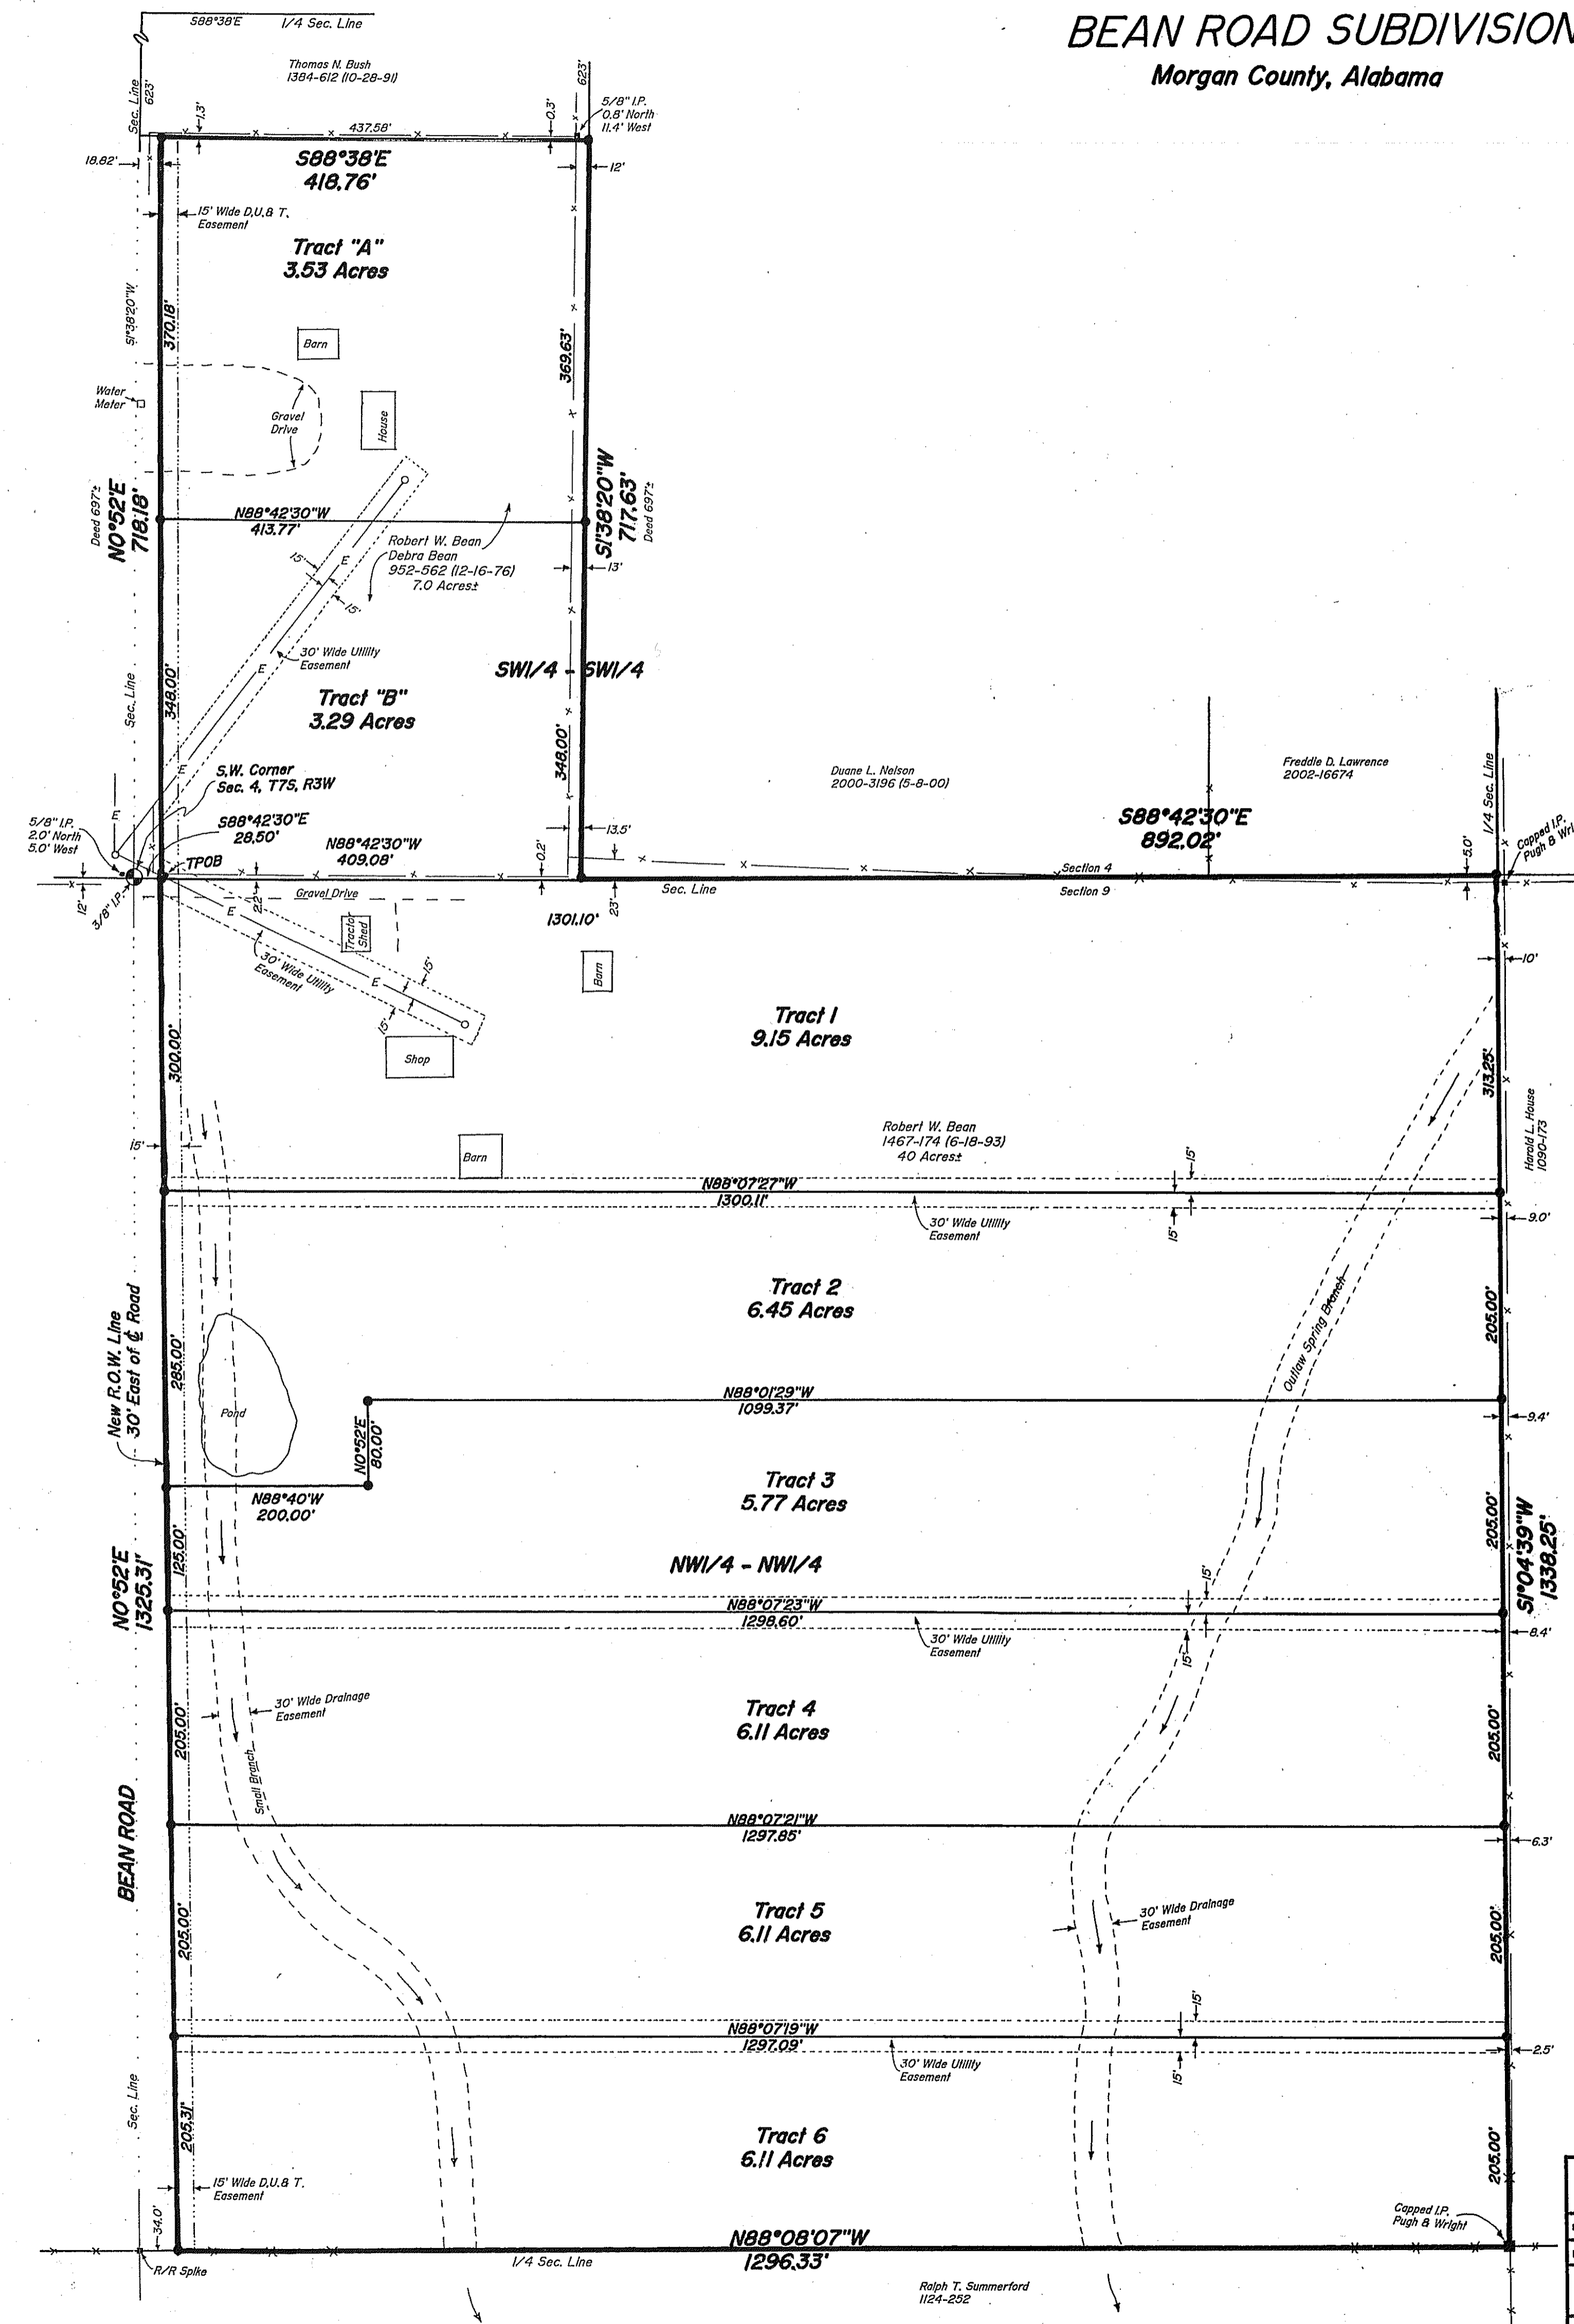 BEAN ROAD SUBDIVISION
Morgan County, Alabama
S88°38'E
1/4 Sec. Line
Thomas N. Bush
1384-612 (10-28-91)
Sec. Line
623'
623'
5/8" I.P.
0.8' North
11.4' West
1.3'
437.58'
0.3'
18.82'
S88°38'E
418.76'
12'
15' Wide D.U.& T.
Easement
Tract "A"
3.53 Acres
S1°38'20"W
370.18'
Barn
369.63'
Water
Meter
Gravel
Drive
House
Deed 697'±
N0°52'E
718.18'
N88°42'30"W
413.77'
S1°38'20"W
717.63'
Deed 697'±
Robert W. Bean
Debra Bean
952-562 (12-16-76)
7.0 Acres±
15'
E
15'
13'
30' Wide Utility
Easement
E
SW1/4 - SW1/4
Sec. Line
348.00'
Tract "B"
3.29 Acres
348.00'
E
S.W. Corner
Sec. 4, T7S, R3W
Duane L. Nelson
2000-3196 (5-8-00)
Freddie D. Lawrence
2002-16674
1/4 Sec. Line
E
5/8" I.P.
2.0' North
5.0' West
S88°42'30"E
28.50'
N88°42'30"W
409.08'
TPOB
0.2'
13.5'
S88°42'30"E
892.02'
5.0'
Capped I.P.
Pugh &
Section 4
Sec. Line
Section 9
12'
3/8" I.P.
2.2'
Gravel Drive
E
1301.10'
23'
Tractor
Shed
30' Wide Utility
Easement
E
15'
15'
Barn
10'
Tract 1
9.15 Acres
300.00'
Shop
313.25'
Harold L. House
1090-173
15'
Barn
Robert W. Bean
1467-174 (6-18-93)
40 Acres±
15'
N88°07'27"W
1300.11'
30' Wide Utility
Easement
15'
9.0'
Tract 2
6.45 Acres
New R.O.W. Line
30' East of ℄ Road
285.00'
Outlaw Spring Branch
205.00'
Pond
N88°01'29"W
1099.37'
9.4'
N0°52'E
80.00'
N88°40'W
200.00'
Tract 3
5.77 Acres
205.00'
N0°52'E
1325.31'
125.00'
NW1/4 - NW1/4
S1°04'39"W
1338.25'
15'
N88°07'23"W
1298.60'
30' Wide Utility
Easement
15'
8.4'
30' Wide Drainage
Easement
205.00'
Tract 4
6.11 Acres
205.00'
Small Branch
BEAN ROAD
N88°07'21"W
1297.85'
6.3'
205.00'
Tract 5
6.11 Acres
30' Wide Drainage
Easement
205.00'
15'
N88°07'19"W
1297.09'
30' Wide Utility
Easement
15'
2.5'
Sec. Line
205.31'
Tract 6
6.11 Acres
205.00'
15' Wide D.U.& T.
Easement
34.0'
Capped I.P.
Pugh & Wright
R/R Spike
1/4 Sec. Line
N88°08'07"W
1296.33'
Ralph T. Summerford
1124-252